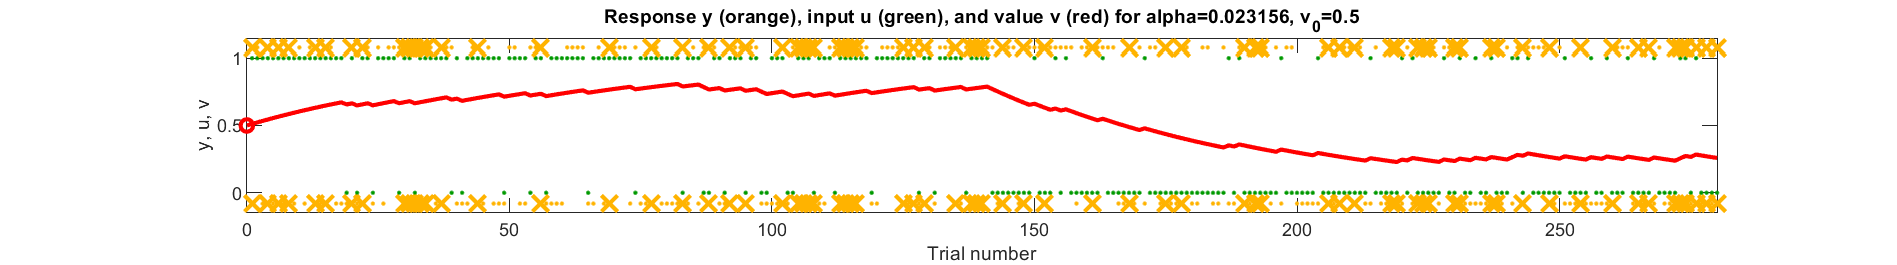 Response y (orange), input u (green), and value v (red) for alpha=0.023156, v0=0.5
1
0.5
0
y, u, v
0 50 100 150 200 250
Trial number